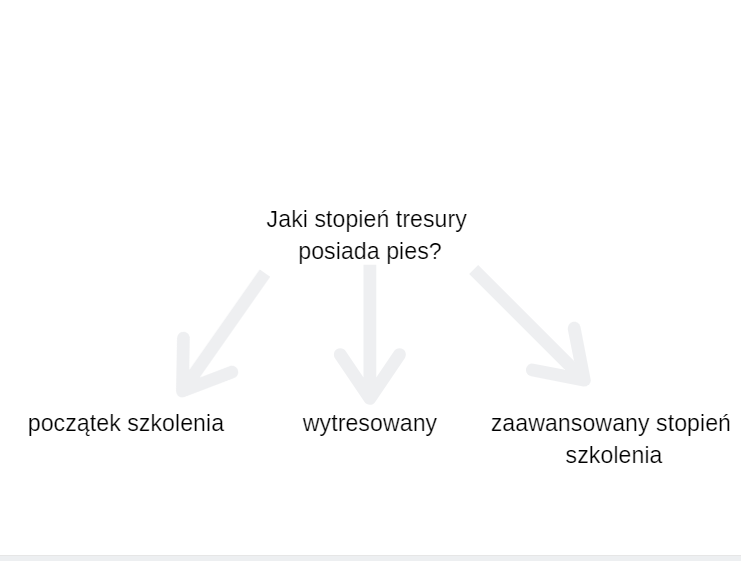 Jaki stopień tresury
posiada pies?
początek szkolenia
wytresowany
zaawansowany stopień
szkolenia